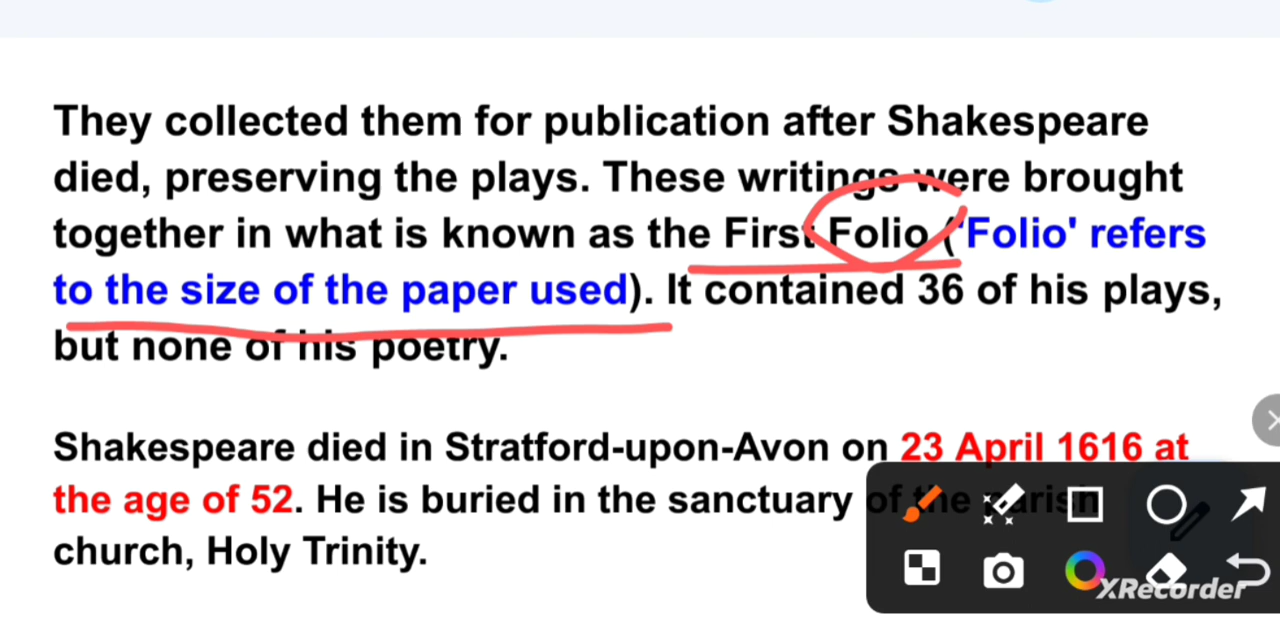 They collected them for publication after Shakespeare
died, preserving the plays. These writings were brought
together in what is known as the First Folio ('Folio' refers
to the size of the paper used). It contained 36 of his plays,
but none of his poetry.
Shakespeare died in Stratford-upon-Avon on 23 April 1616 at
the age of 52. He is buried in the sanctuary of the parish
church, Holy Trinity.
XRecorder